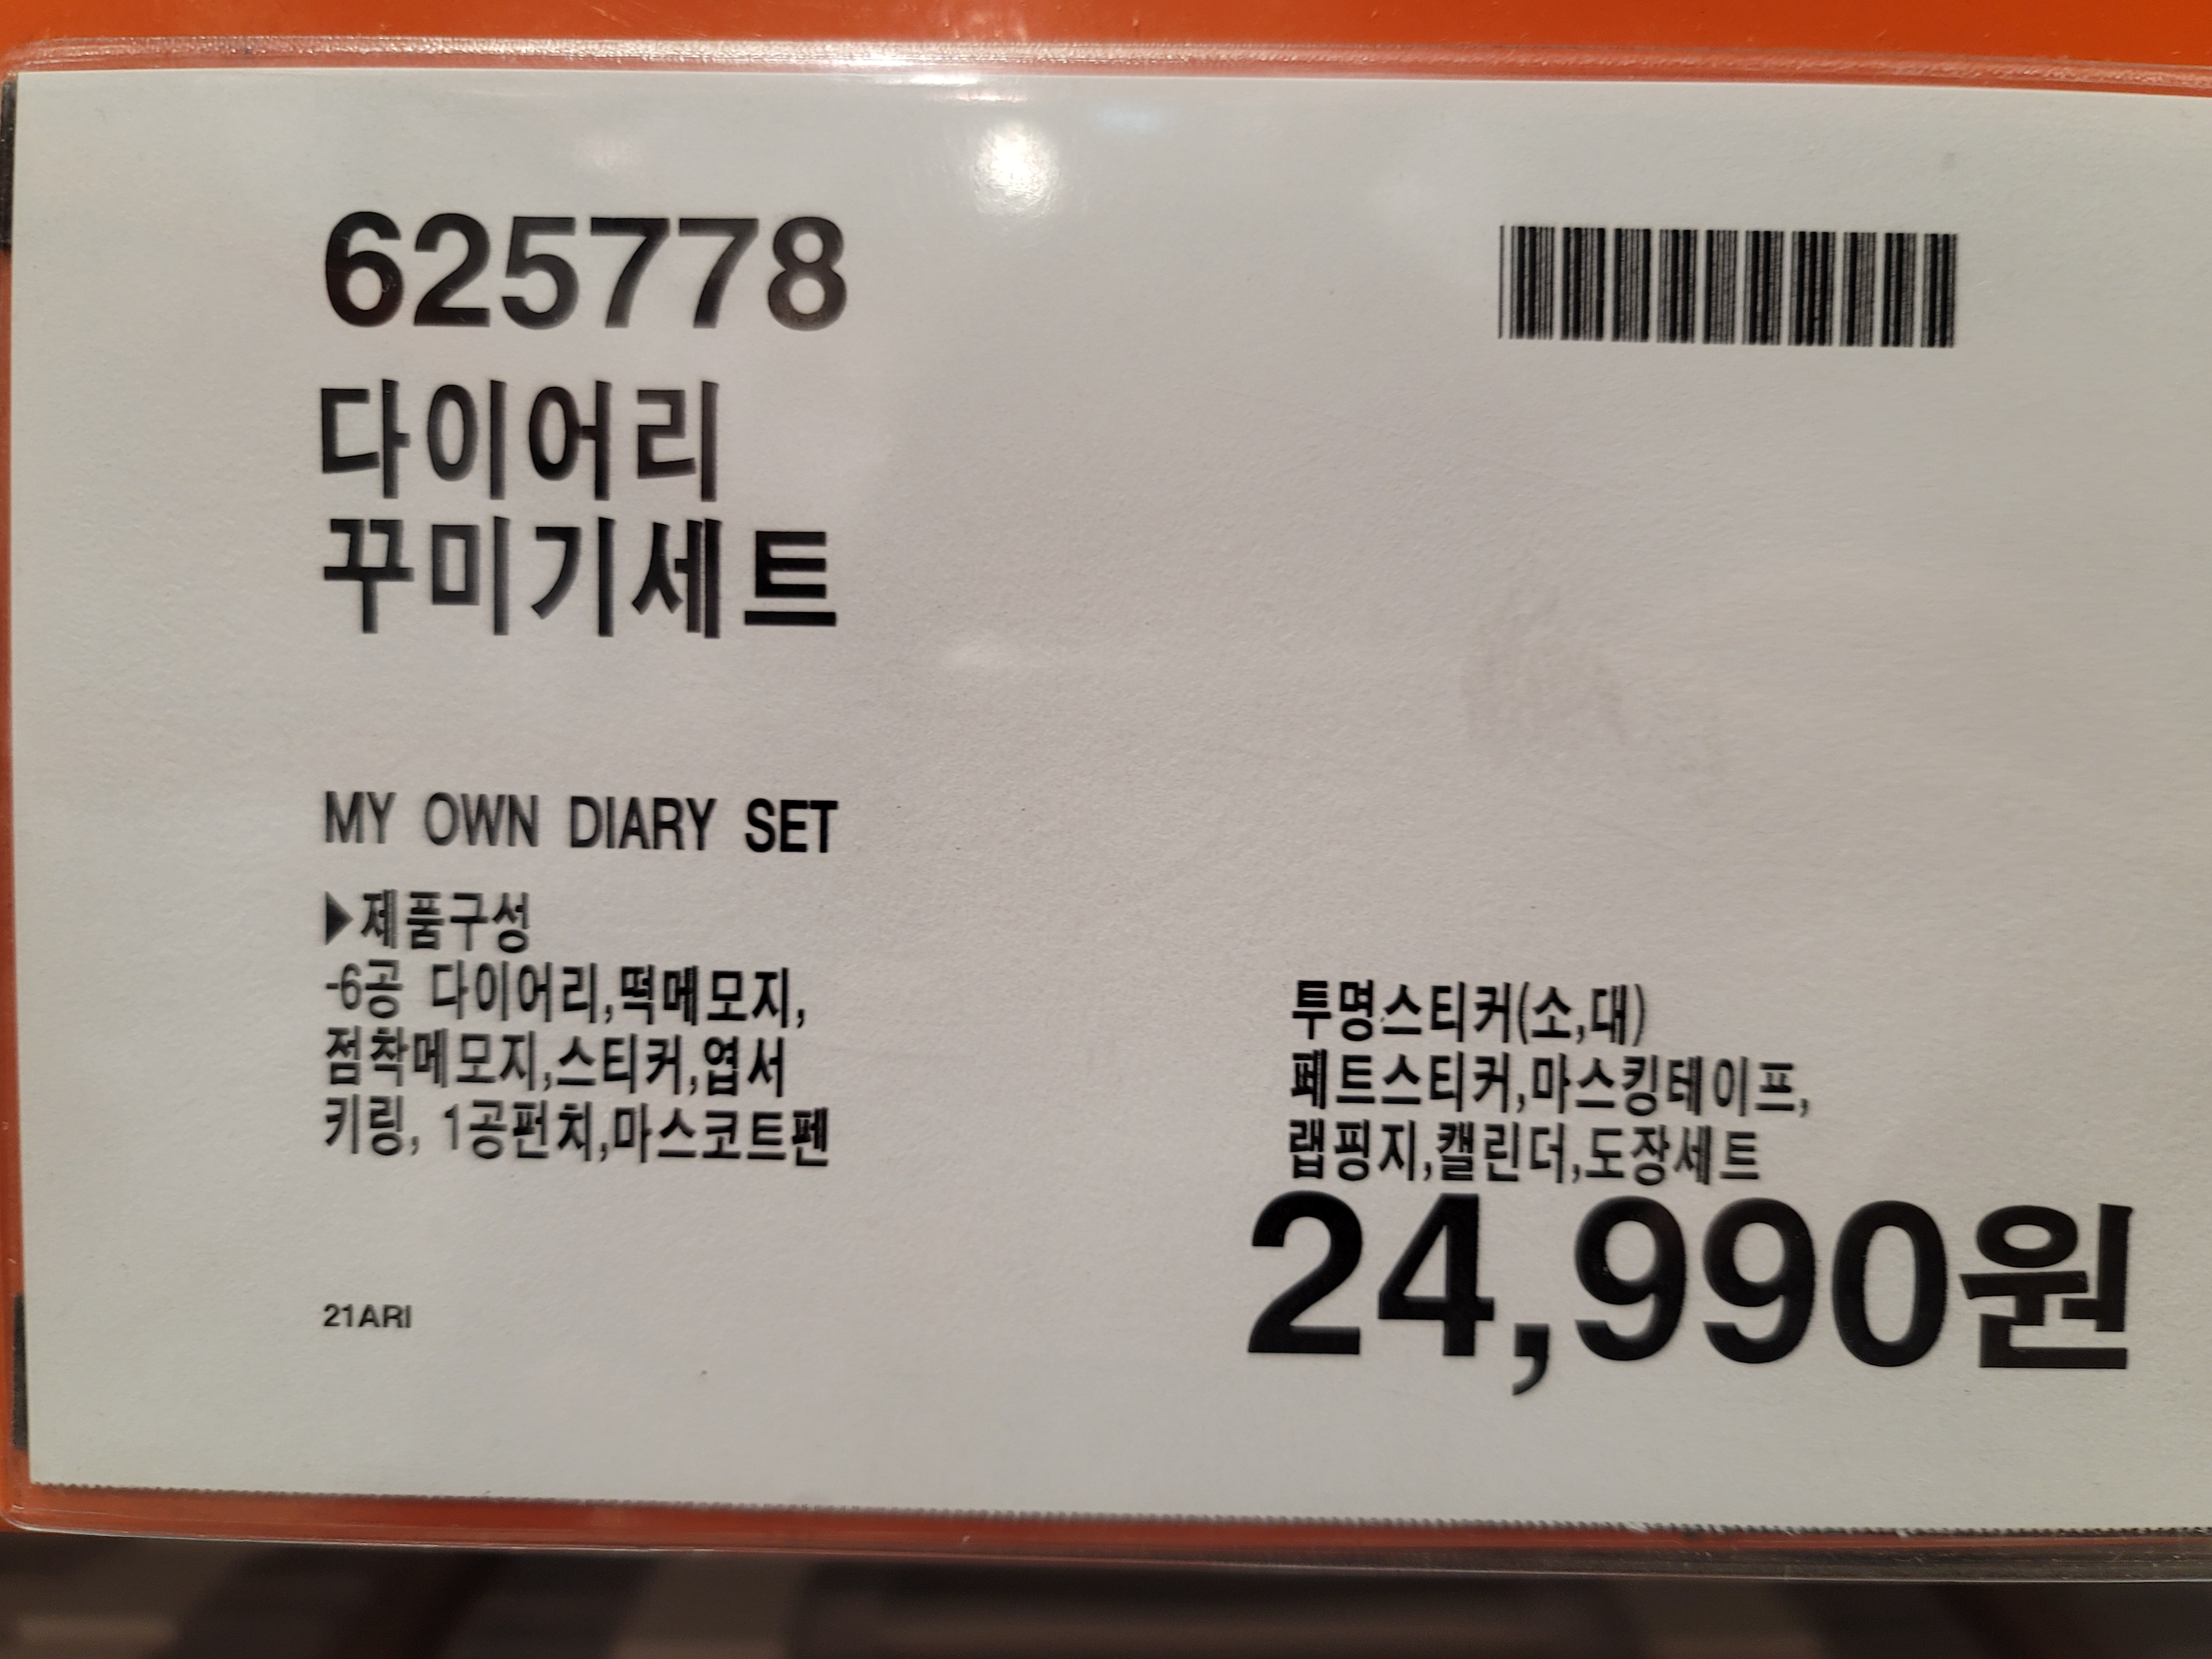 625778
다이어리
꾸미기세트
MY OWN DIARY SET
▶제품구성
-6공 다이어리,떡메모지,
점착메모지,스티커,엽서
키링, 1공펀치,마스코트펜
투명스티커(소,대)
페트스티커,마스킹테이프,
랩핑지,캘린더,도장세트
24,990원
21ARI